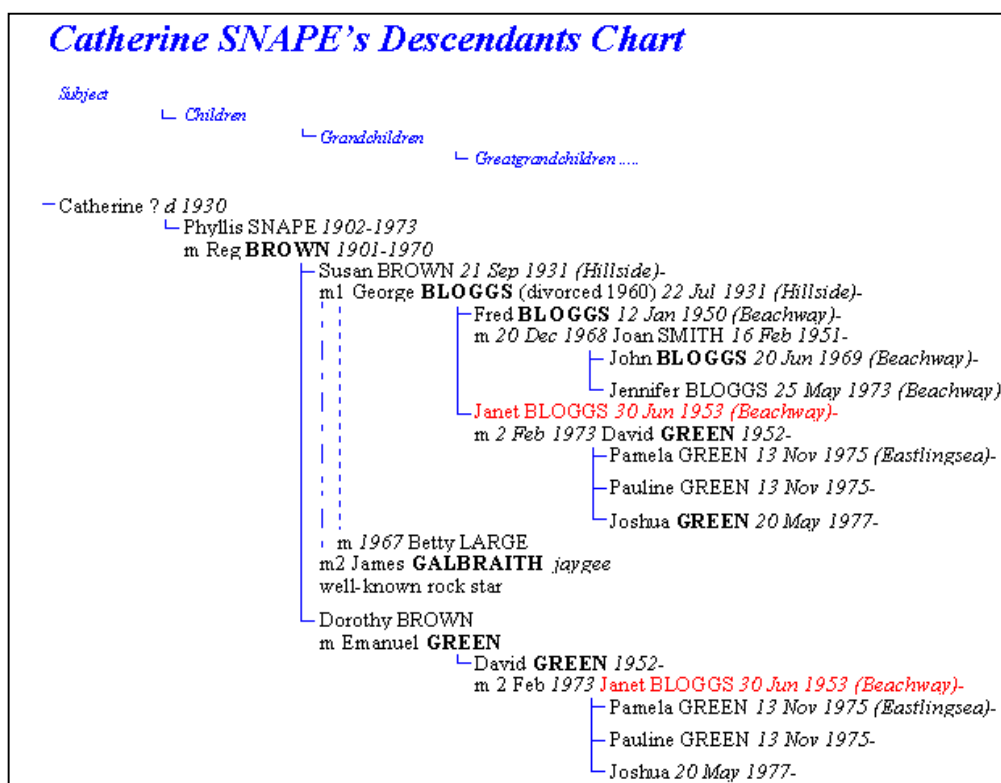 Catherine SNAPE's Descendants Chart
Subject
Children
Grandchildren
Greatgrandchildren .....
Catherine ? d 1930
Phyllis SNAPE 1902-1973
m Reg BROWN 1901-1970
Susan BROWN 21 Sep 1931 (Hillside)-
m1 George BLOGGS (divorced 1960) 22 Jul 1931 (Hillside)-
Fred BLOGGS 12 Jan 1950 (Beachway)-
m 20 Dec 1968 Joan SMITH 16 Feb 1951-
John BLOGGS 20 Jun 1969 (Beachway)-
Jennifer BLOGGS 25 May 1973 (Beachway)
Janet BLOGGS 30 Jun 1953 (Beachway)-
m 2 Feb 1973 David GREEN 1952-
Pamela GREEN 13 Nov 1975 (Eastlingsea)-
Pauline GREEN 13 Nov 1975-
Joshua GREEN 20 May 1977-
m 1967 Betty LARGE
m2 James GALBRAITH jaygee
well-known rock star
Dorothy BROWN
m Emanuel GREEN
David GREEN 1952-
m 2 Feb 1973 Janet BLOGGS 30 Jun 1953 (Beachway)-
Pamela GREEN 13 Nov 1975 (Eastlingsea)-
Pauline GREEN 13 Nov 1975-
Joshua 20 May 1977-